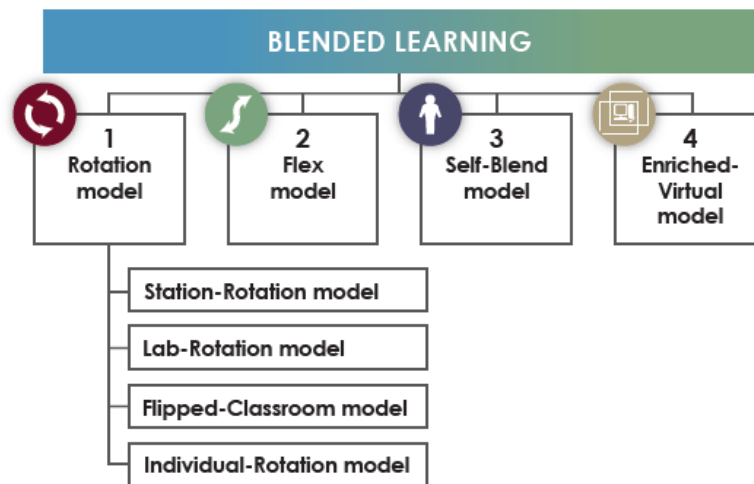 BLENDED LEARNING
1
Rotation
model
2
Flex
model
3
Self-Blend
model
4
Enriched-
Virtual
model
Station-Rotation model
Lab-Rotation model
Flipped-Classroom model
Individual-Rotation model